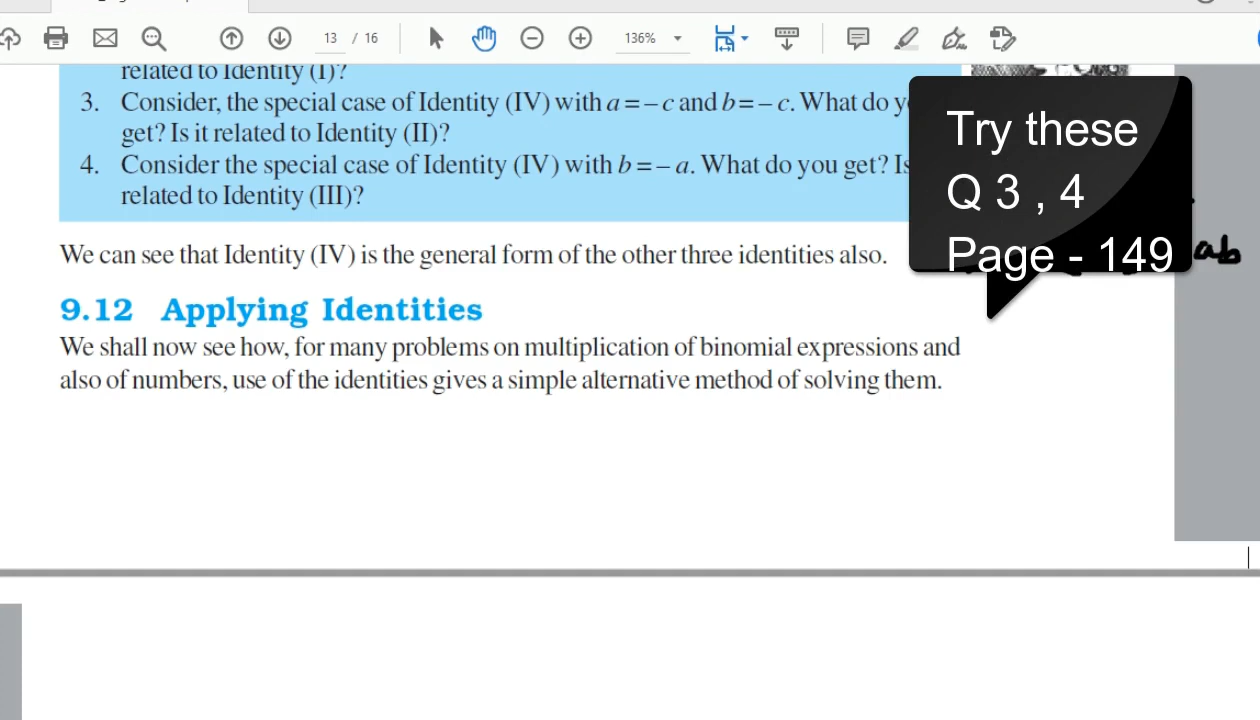 13 / 16
136%
related to Identity (I)?
3. Consider, the special case of Identity (IV) with a = – c and b = – c. What do
get? Is it related to Identity (II)?
4. Consider the special case of Identity (IV) with b = – a. What do you get? Is
related to Identity (III)?
Try these
Q 3 , 4
Page - 149
ab
We can see that Identity (IV) is the general form of the other three identities also.
9.12 Applying Identities
We shall now see how, for many problems on multiplication of binomial expressions and
also of numbers, use of the identities gives a simple alternative method of solving them.